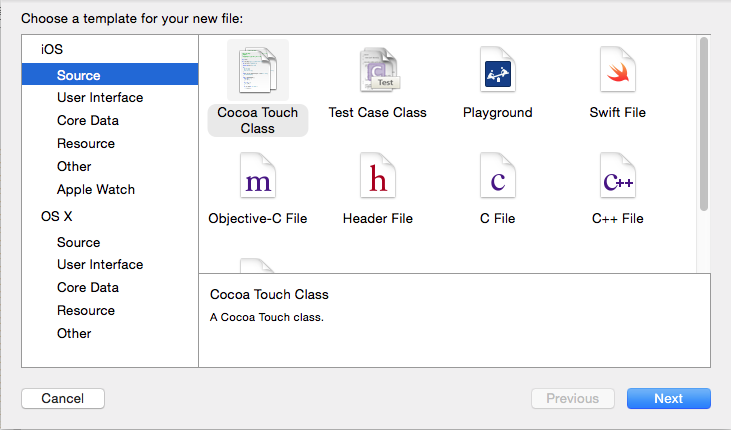 Choose a template for your new file:
iOS
Source
User Interface
Core Data
Resource
Other
Apple Watch
OS X
Source
User Interface
Core Data
Resource
Other
Cocoa Touch
Class
Test
Test Case Class
Playground
Swift File
m
Objective-C File
h
Header File
c
C File
C++
C++ File
Cocoa Touch Class
A Cocoa Touch class.
Cancel
Previous
Next